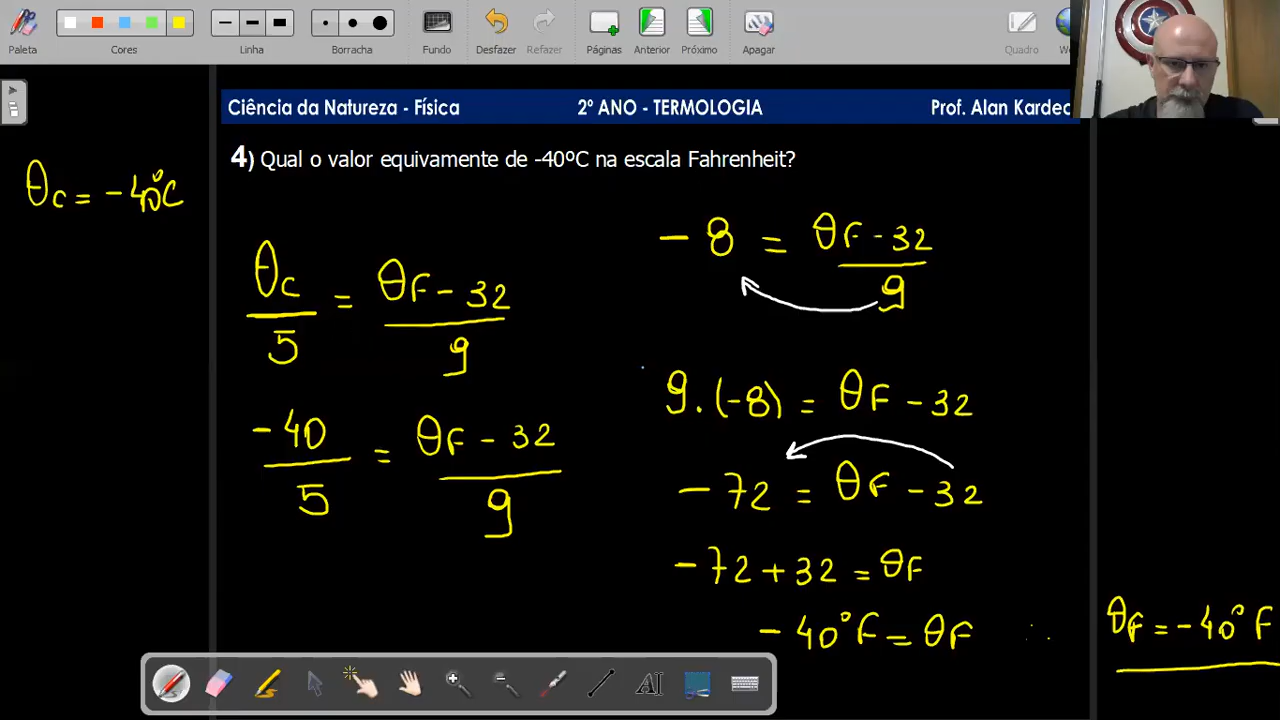 Paleta Cores Linha Borracha Fundo Desfazer Refazer Páginas Anterior Próximo Apagar Quadro
Ciência da Natureza - Física 2º ANO - TERMOLOGIA Prof. Alan Kardec
4) Qual o valor equivamente de -40ºC na escala Fahrenheit?
θc = -40°C
θc/5 = θF - 32/9
-40/5 = θF - 32/9
-8 = θF - 32/9
9.(-8) = θF - 32
-72 = θF - 32
-72 + 32 = θF
-40°F = θF
θF = -40°F